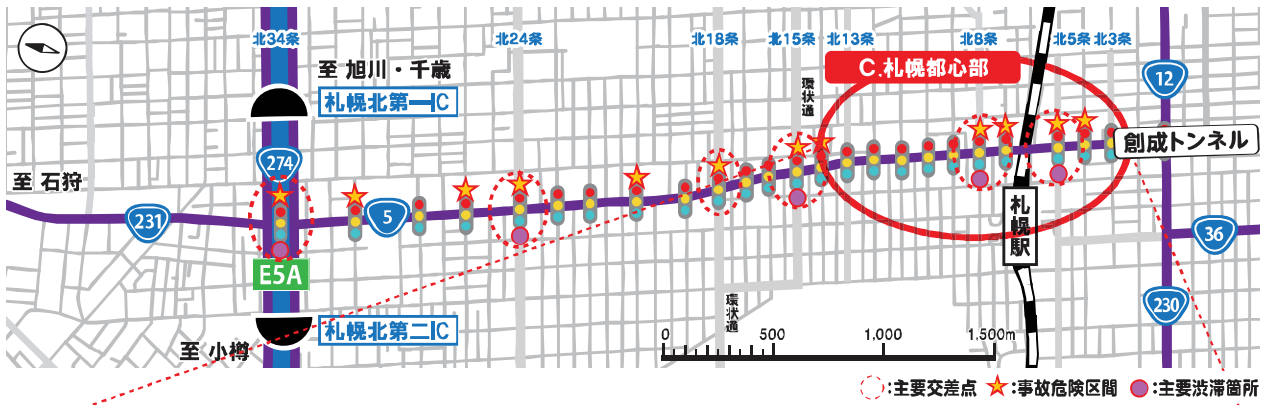 北34条
北24条
北18条
北15条
北13条
北8条
北5条
北3条
至 旭川・千歳
札幌北第一IC
C.札幌都心部
環状通
12
創成トンネル
274
至 石狩
231
5
札幌駅
36
E5A
環状通
230
札幌北第二IC
至 小樽
0
500
1,000
1,500m
:主要交差点
:事故危険区間
:主要渋滞箇所